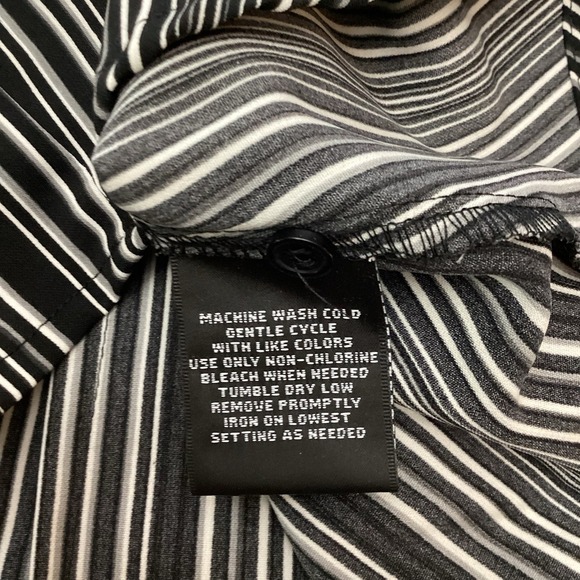 MACHINE WASH COLD
GENTLE CYCLE
WITH LIKE COLORS
USE ONLY NON-CHLORINE
BLEACH WHEN NEEDED
TUMBLE DRY LOW
REMOVE PROMPTLY
IRON ON LOWEST
SETTING AS NEEDED